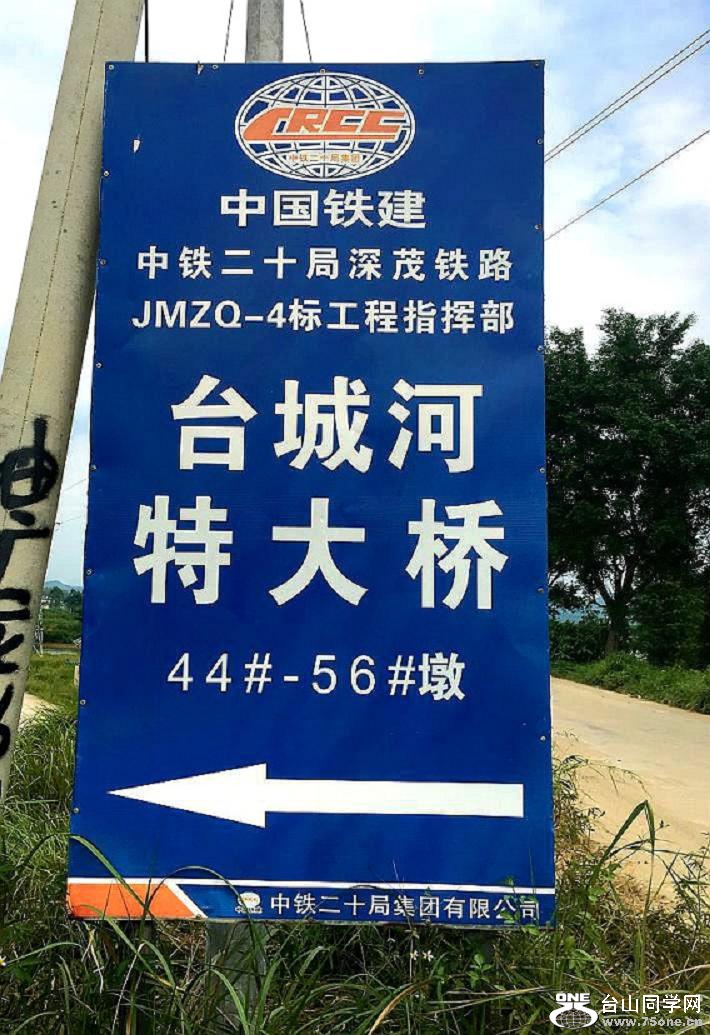 CRCC
中铁二十局集团
中国铁建
中铁二十局深茂铁路
JMZQ-4标工程指挥部
台城河
特大桥
44#-56#墩
中铁二十局集团有限公司
ONE 台山同学网
www.75one.cn